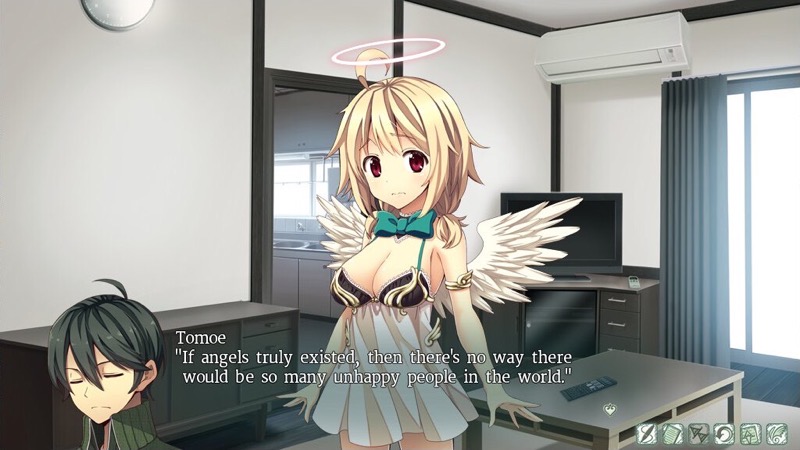 Tomoe
"If angels truly existed, then there's no way there
would be so many unhappy people in the world."